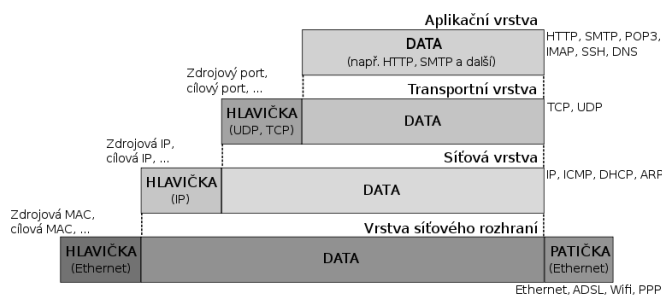 Aplikační vrstva
DATA
(např. HTTP, SMTP a další)
HTTP, SMTP, POP3,
IMAP, SSH, DNS
Zdrojový port,
cílový port, ...
Transportní vrstva
HLAVIČKA
(UDP, TCP)
DATA
TCP, UDP
Zdrojová IP,
cílová IP, ...
Síťová vrstva
HLAVIČKA
(IP)
DATA
IP, ICMP, DHCP, ARP
Zdrojová MAC,
cílová MAC, ...
Vrstva síťového rozhraní
HLAVIČKA
(Ethernet)
DATA
PATIČKA
(Ethernet)
Ethernet, ADSL, Wifi, PPP